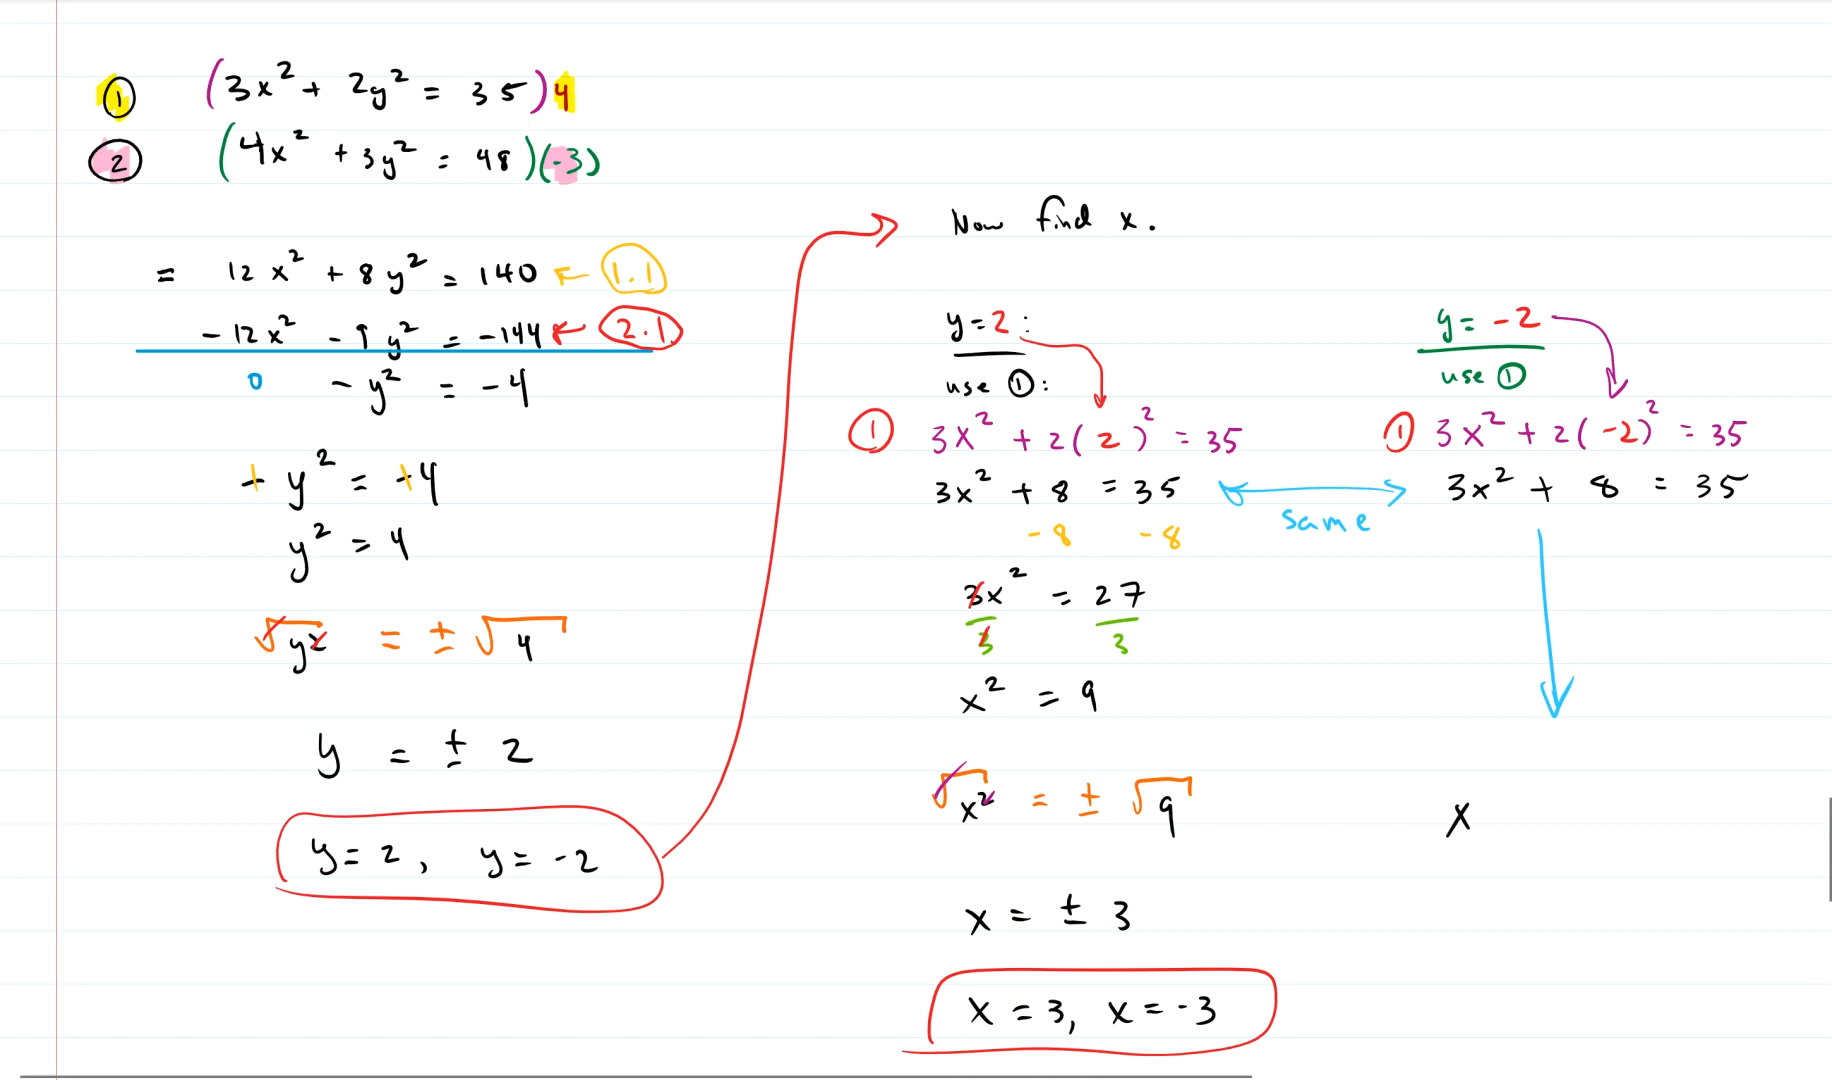 ① (3x² + 2y² = 35)4
② (4x² + 3y² = 48)(-3)
= 12x² + 8y² = 140 ← 1.1
-12x² - 9y² = -144 ← 2.1
0 - y² = -4
+ y² = +4
y² = 4
√y² = ± √4
y = ± 2
y = 2, y = -2
Now find x.
y = 2:
use ①:
① 3x² + 2(2)² = 35
3x² + 8 = 35
-8 -8
3x² = 27
3 3
x² = 9
√x² = ± √9
x = ± 3
x = 3, x = -3
same
y = -2
use ①
① 3x² + 2(-2)² = 35
3x² + 8 = 35
x